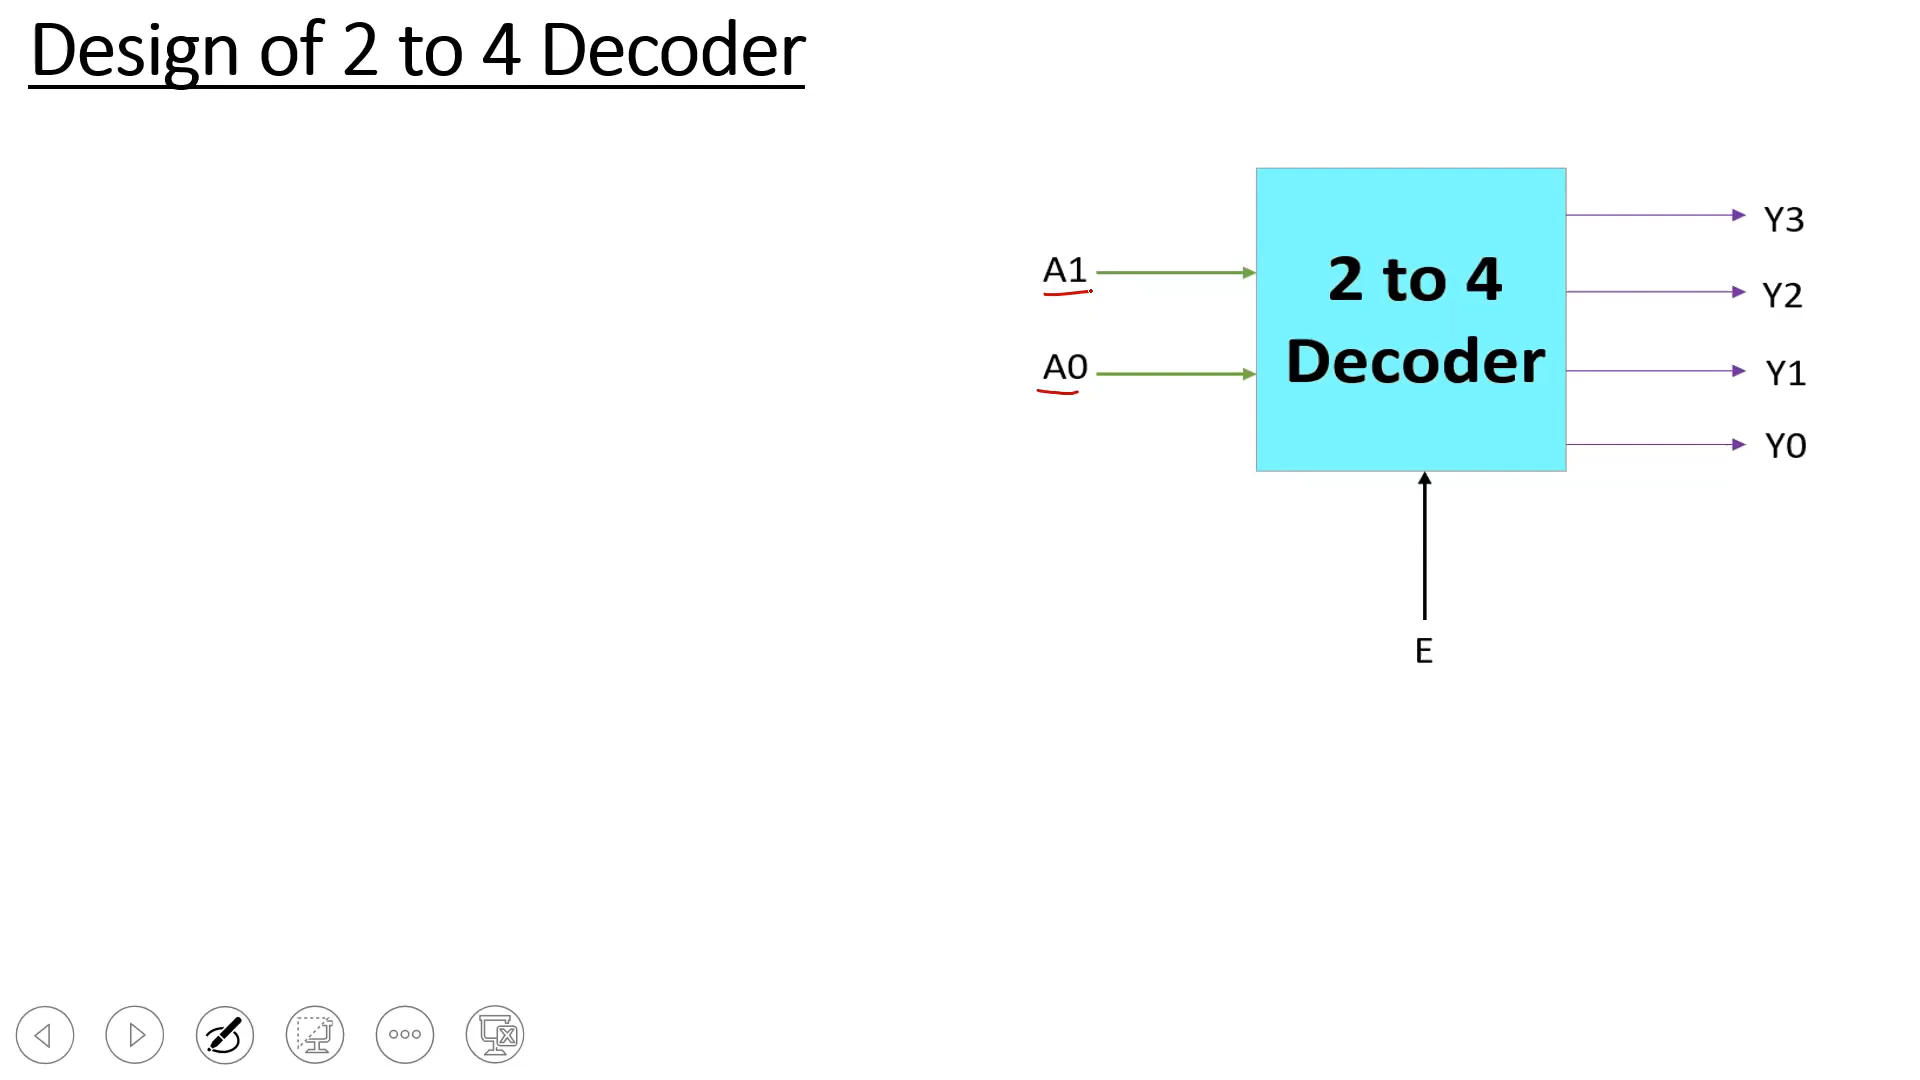 Design of 2 to 4 Decoder
A1
A0
2 to 4
Decoder
Y3
Y2
Y1
Y0
E